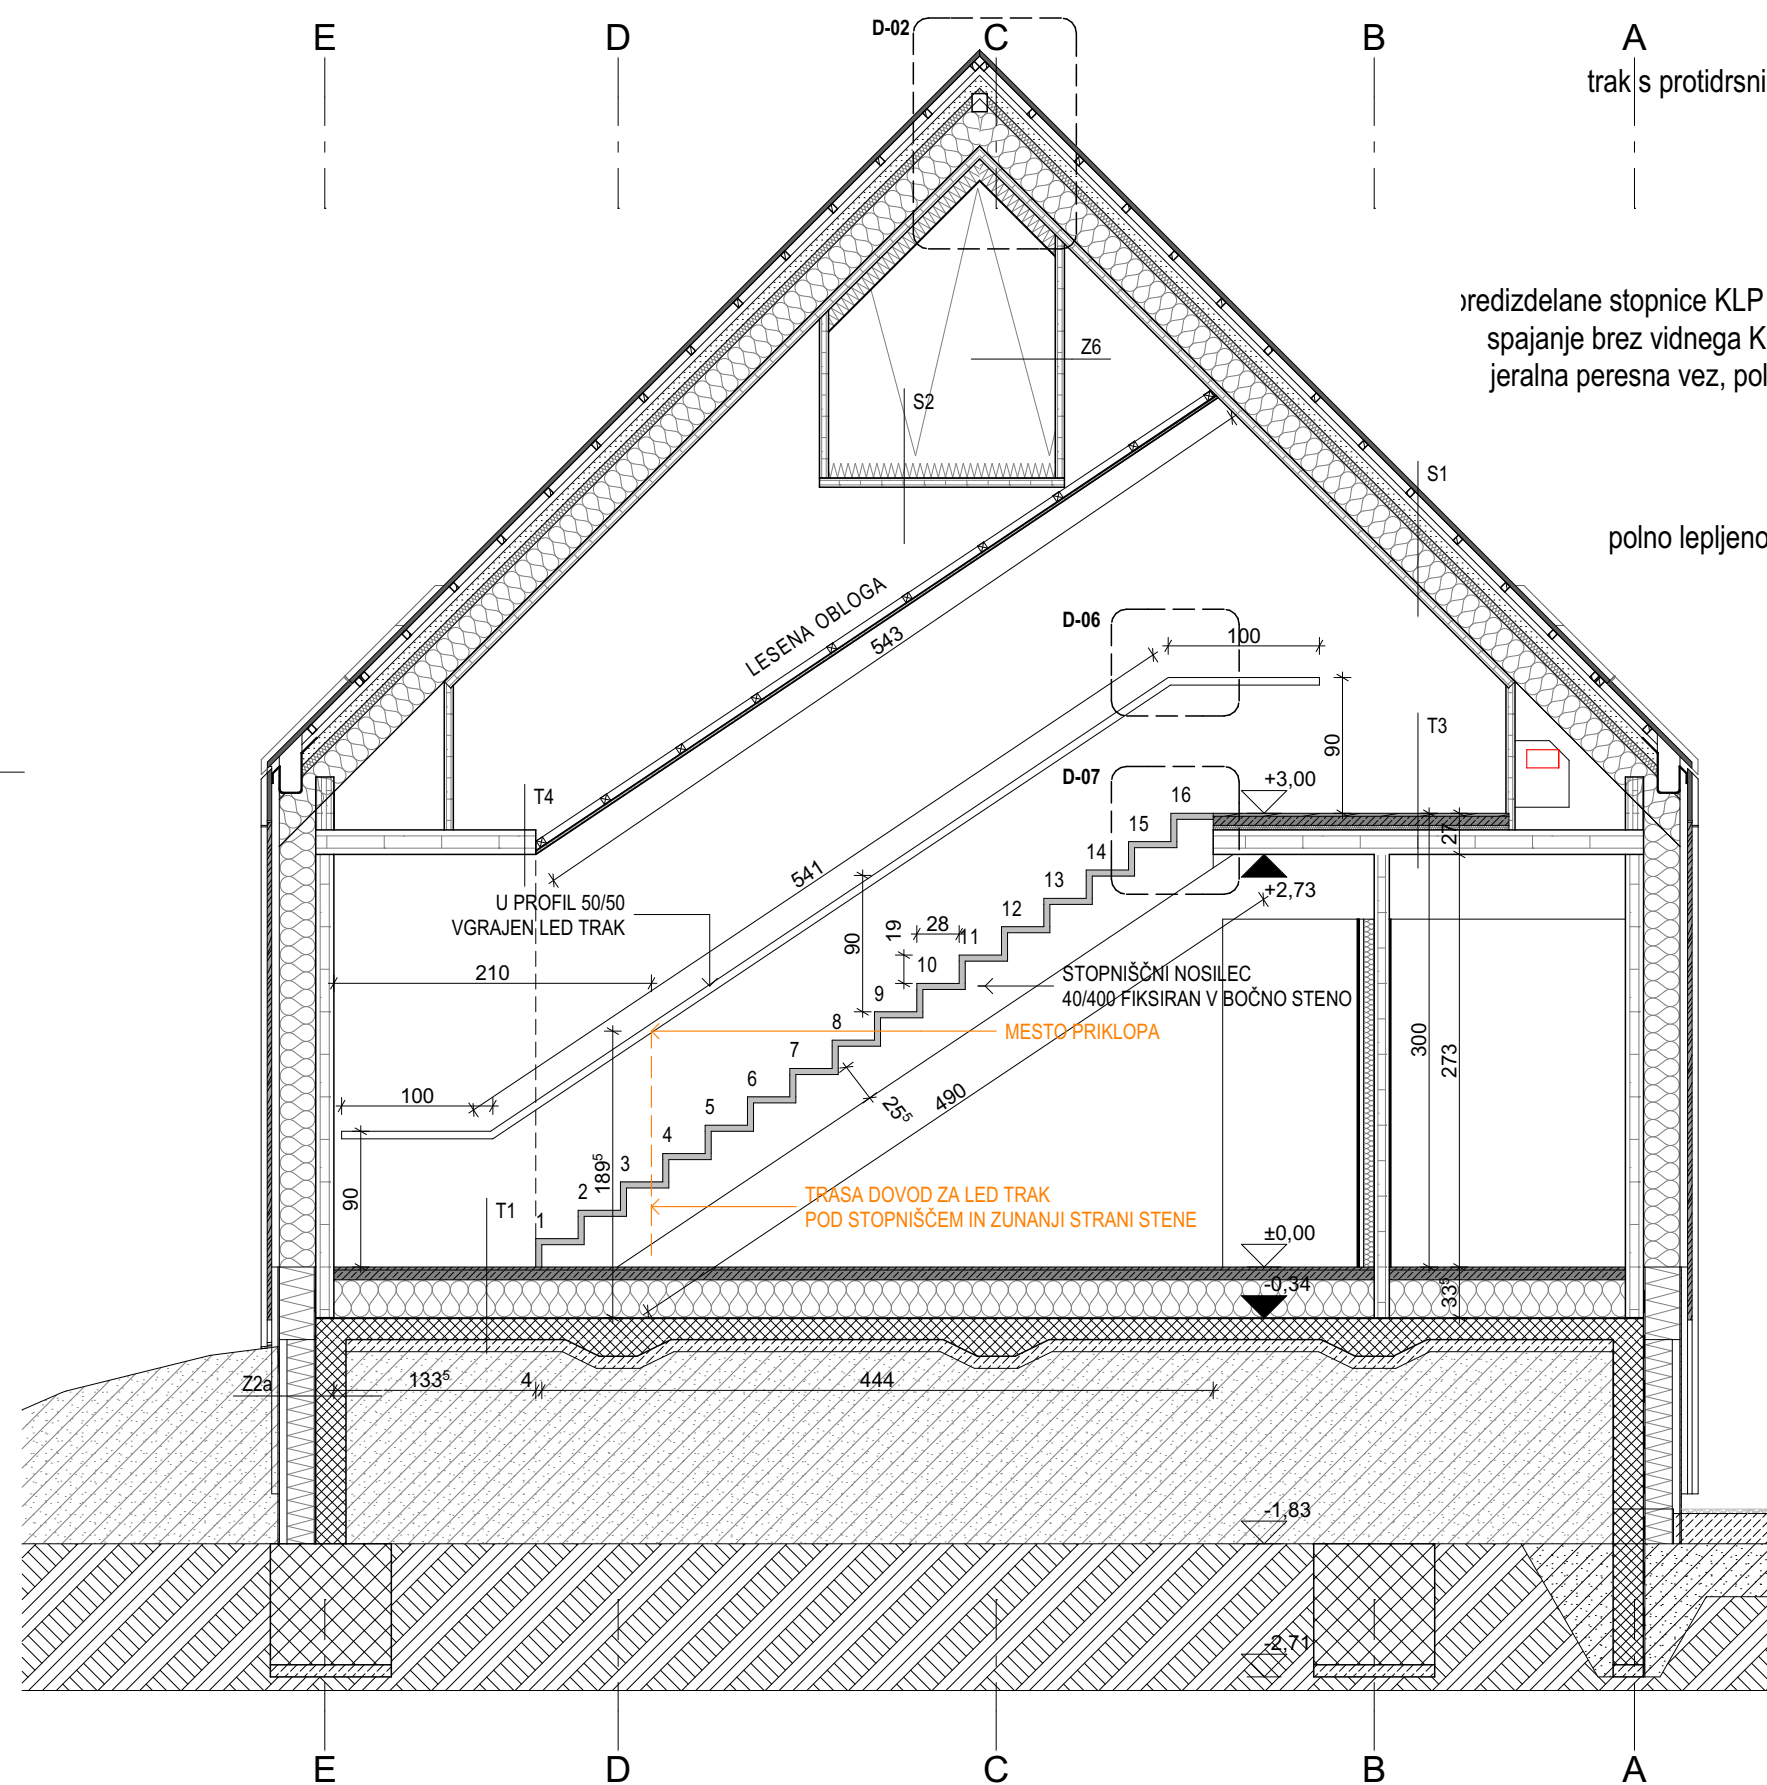 E
D
C
B
A
D-02
trak s protidrsni
predizdelane stopnice KLP
spajanje brez vidnega K
jeralna peresna vez, pol
Z6
S2
S1
polno lepljeno
LESENA OBLOGA
543
D-06
100
90
T3
D-07
+3,00
T4
541
U PROFIL 50/50
VGRAJEN LED TRAK
210
90
19
28
27
+2,73
STOPNIŠČNI NOSILEC
40/400 FIKSIRAN V BOČNO STENO
MESTO PRIKLOPA
300
273
100
25⁵
490
189⁵
90
T1
1
2
3
4
5
6
7
8
9
10
11
12
13
14
15
16
TRASA DOVOD ZA LED TRAK
POD STOPNIŠČEM IN ZUNANJI STRANI STENE
±0,00
-0,34
33⁵
Z2a
133⁵
4
444
-1,83
-2,71
E
D
C
B
A